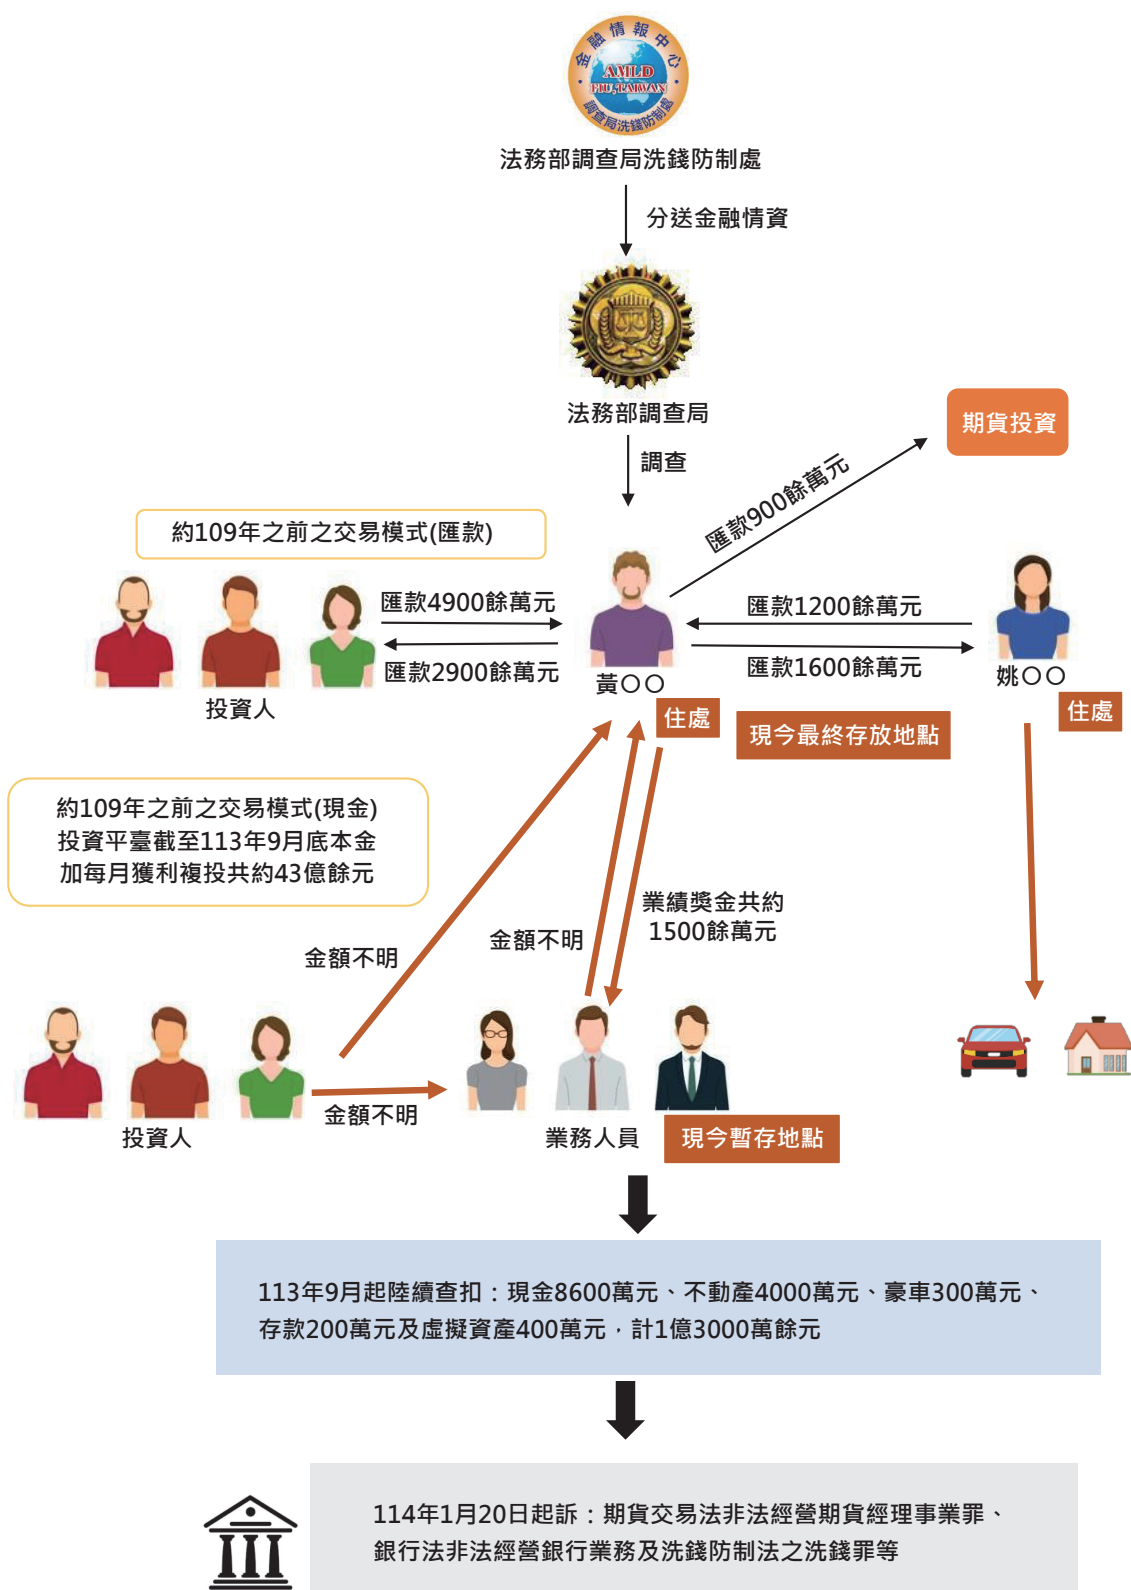 金融情報中心
AMLD
FIU,TAIWAN
調查局洗錢防制處
法務部調查局洗錢防制處
分送金融情資
法務部調查局
調查
期貨投資
匯款900餘萬元
約109年之前之交易模式(匯款)
匯款4900餘萬元
匯款2900餘萬元
匯款1200餘萬元
匯款1600餘萬元
投資人
黃〇〇
姚〇〇
住處
住處
現今最終存放地點
約109年之前之交易模式(現金)
投資平臺截至113年9月底本金
加每月獲利複投共約43億餘元
業績獎金共約
1500餘萬元
金額不明
金額不明
金額不明
投資人
業務人員
現今暫存地點
113年9月起陸續查扣：現金8600萬元、不動產4000萬元、豪車300萬元、
存款200萬元及虛擬資產400萬元，計1億3000萬餘元
114年1月20日起訴：期貨交易法非法經營期貨經理事業罪、
銀行法非法經營銀行業務及洗錢防制法之洗錢罪等